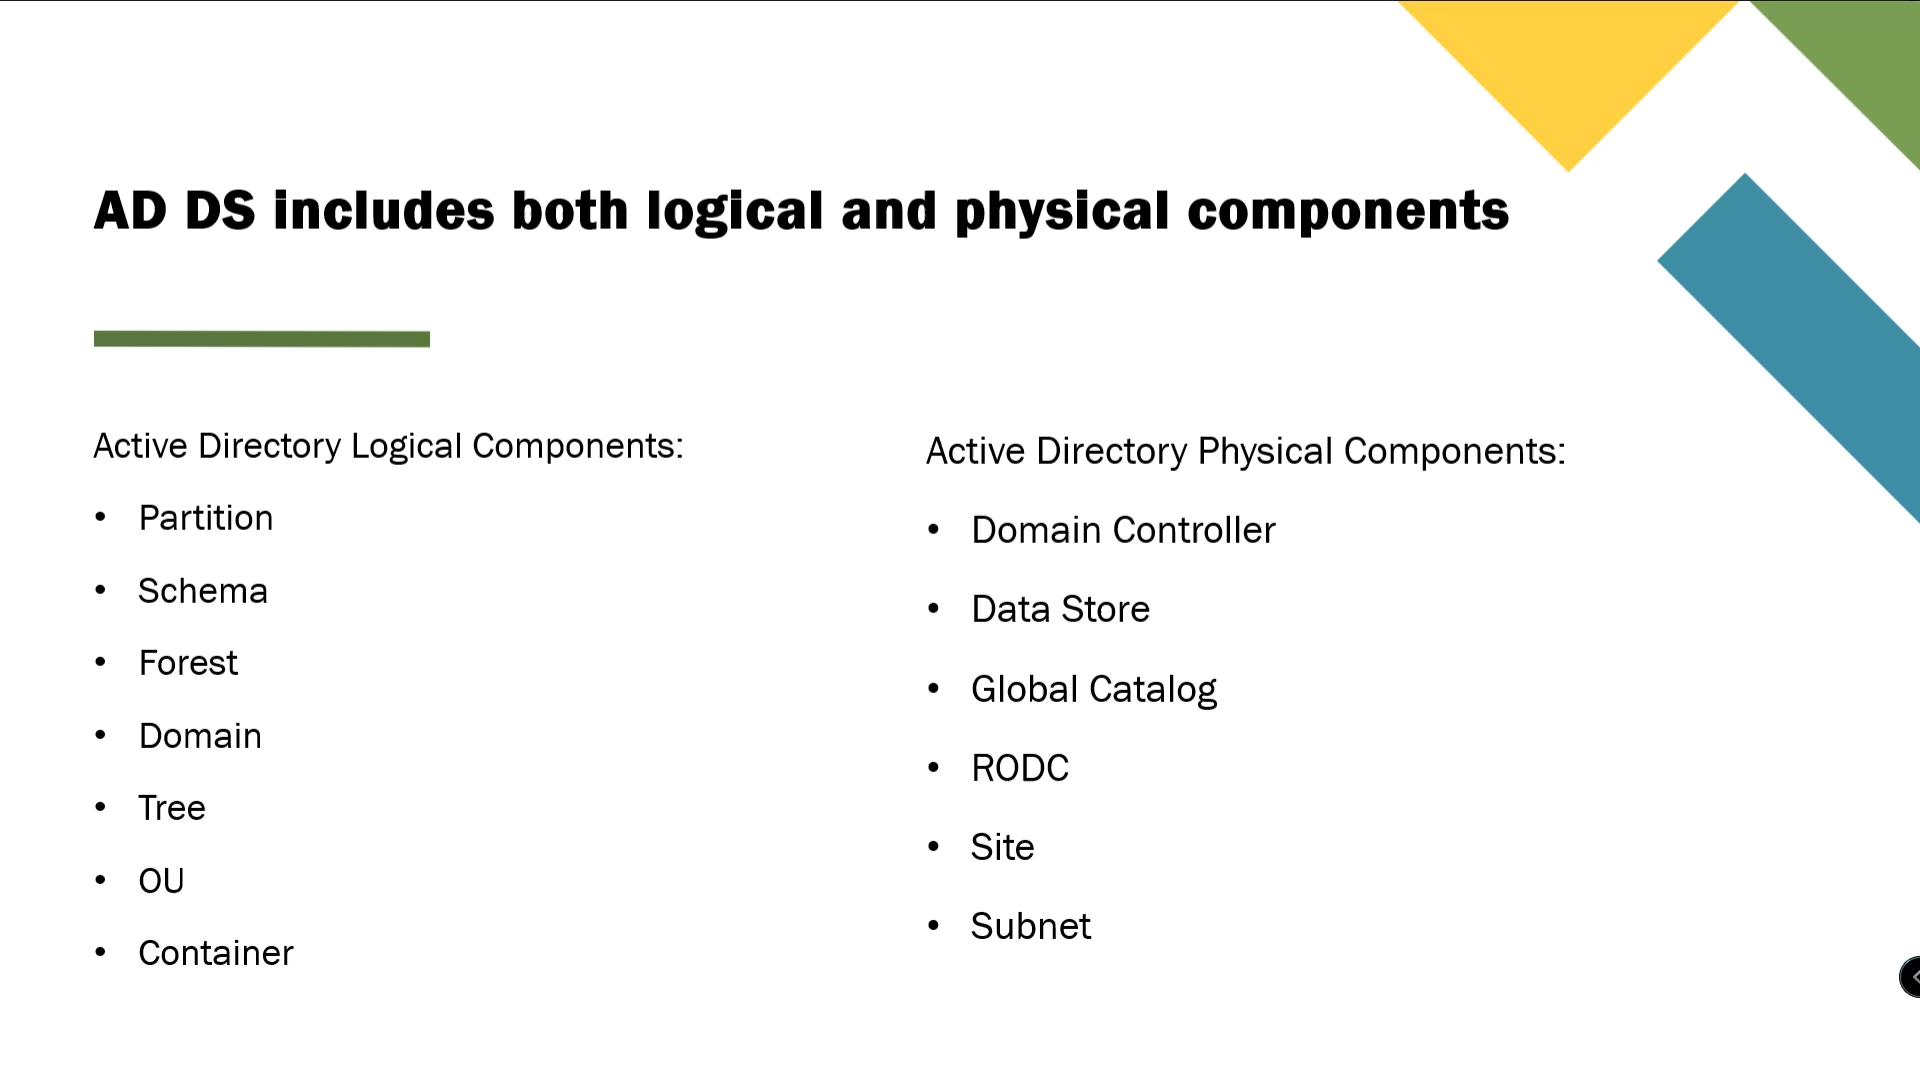 AD DS includes both logical and physical components
Active Directory Logical Components:
• Partition
• Schema
• Forest
• Domain
• Tree
• OU
• Container
Active Directory Physical Components:
• Domain Controller
• Data Store
• Global Catalog
• RODC
• Site
• Subnet